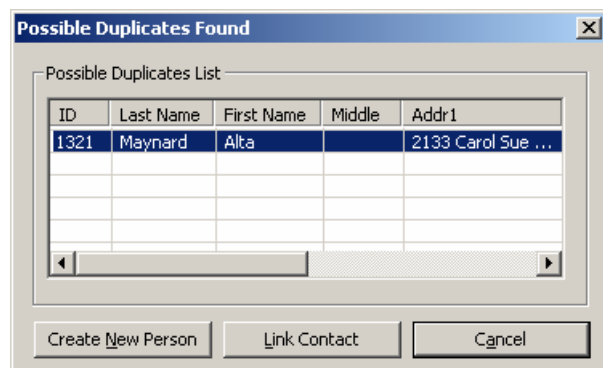 Possible Duplicates Found
Possible Duplicates List
ID Last Name First Name Middle Addr1
1321 Maynard Alta 2133 Carol Sue ...
Create New Person Link Contact Cancel